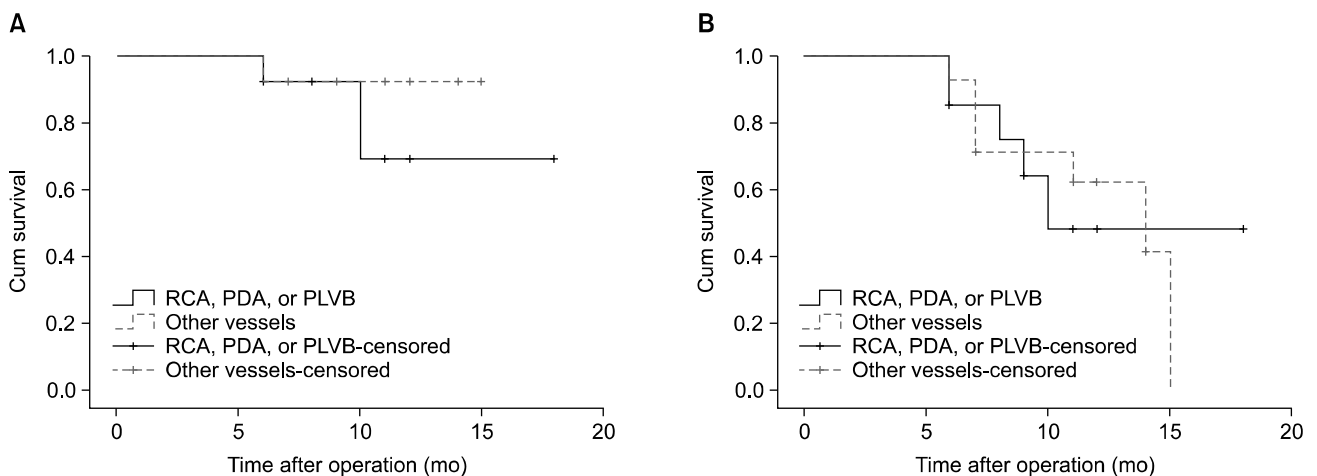 A
1.0
0.8
0.6
0.4
0.2
0.0
Cum survival
RCA, PDA, or PLVB
Other vessels
RCA, PDA, or PLVB-censored
Other vessels-censored
0 5 10 15 20
Time after operation (mo)
B
1.0
0.8
0.6
0.4
0.2
0.0
Cum survival
RCA, PDA, or PLVB
Other vessels
RCA, PDA, or PLVB-censored
Other vessels-censored
0 5 10 15 20
Time after operation (mo)